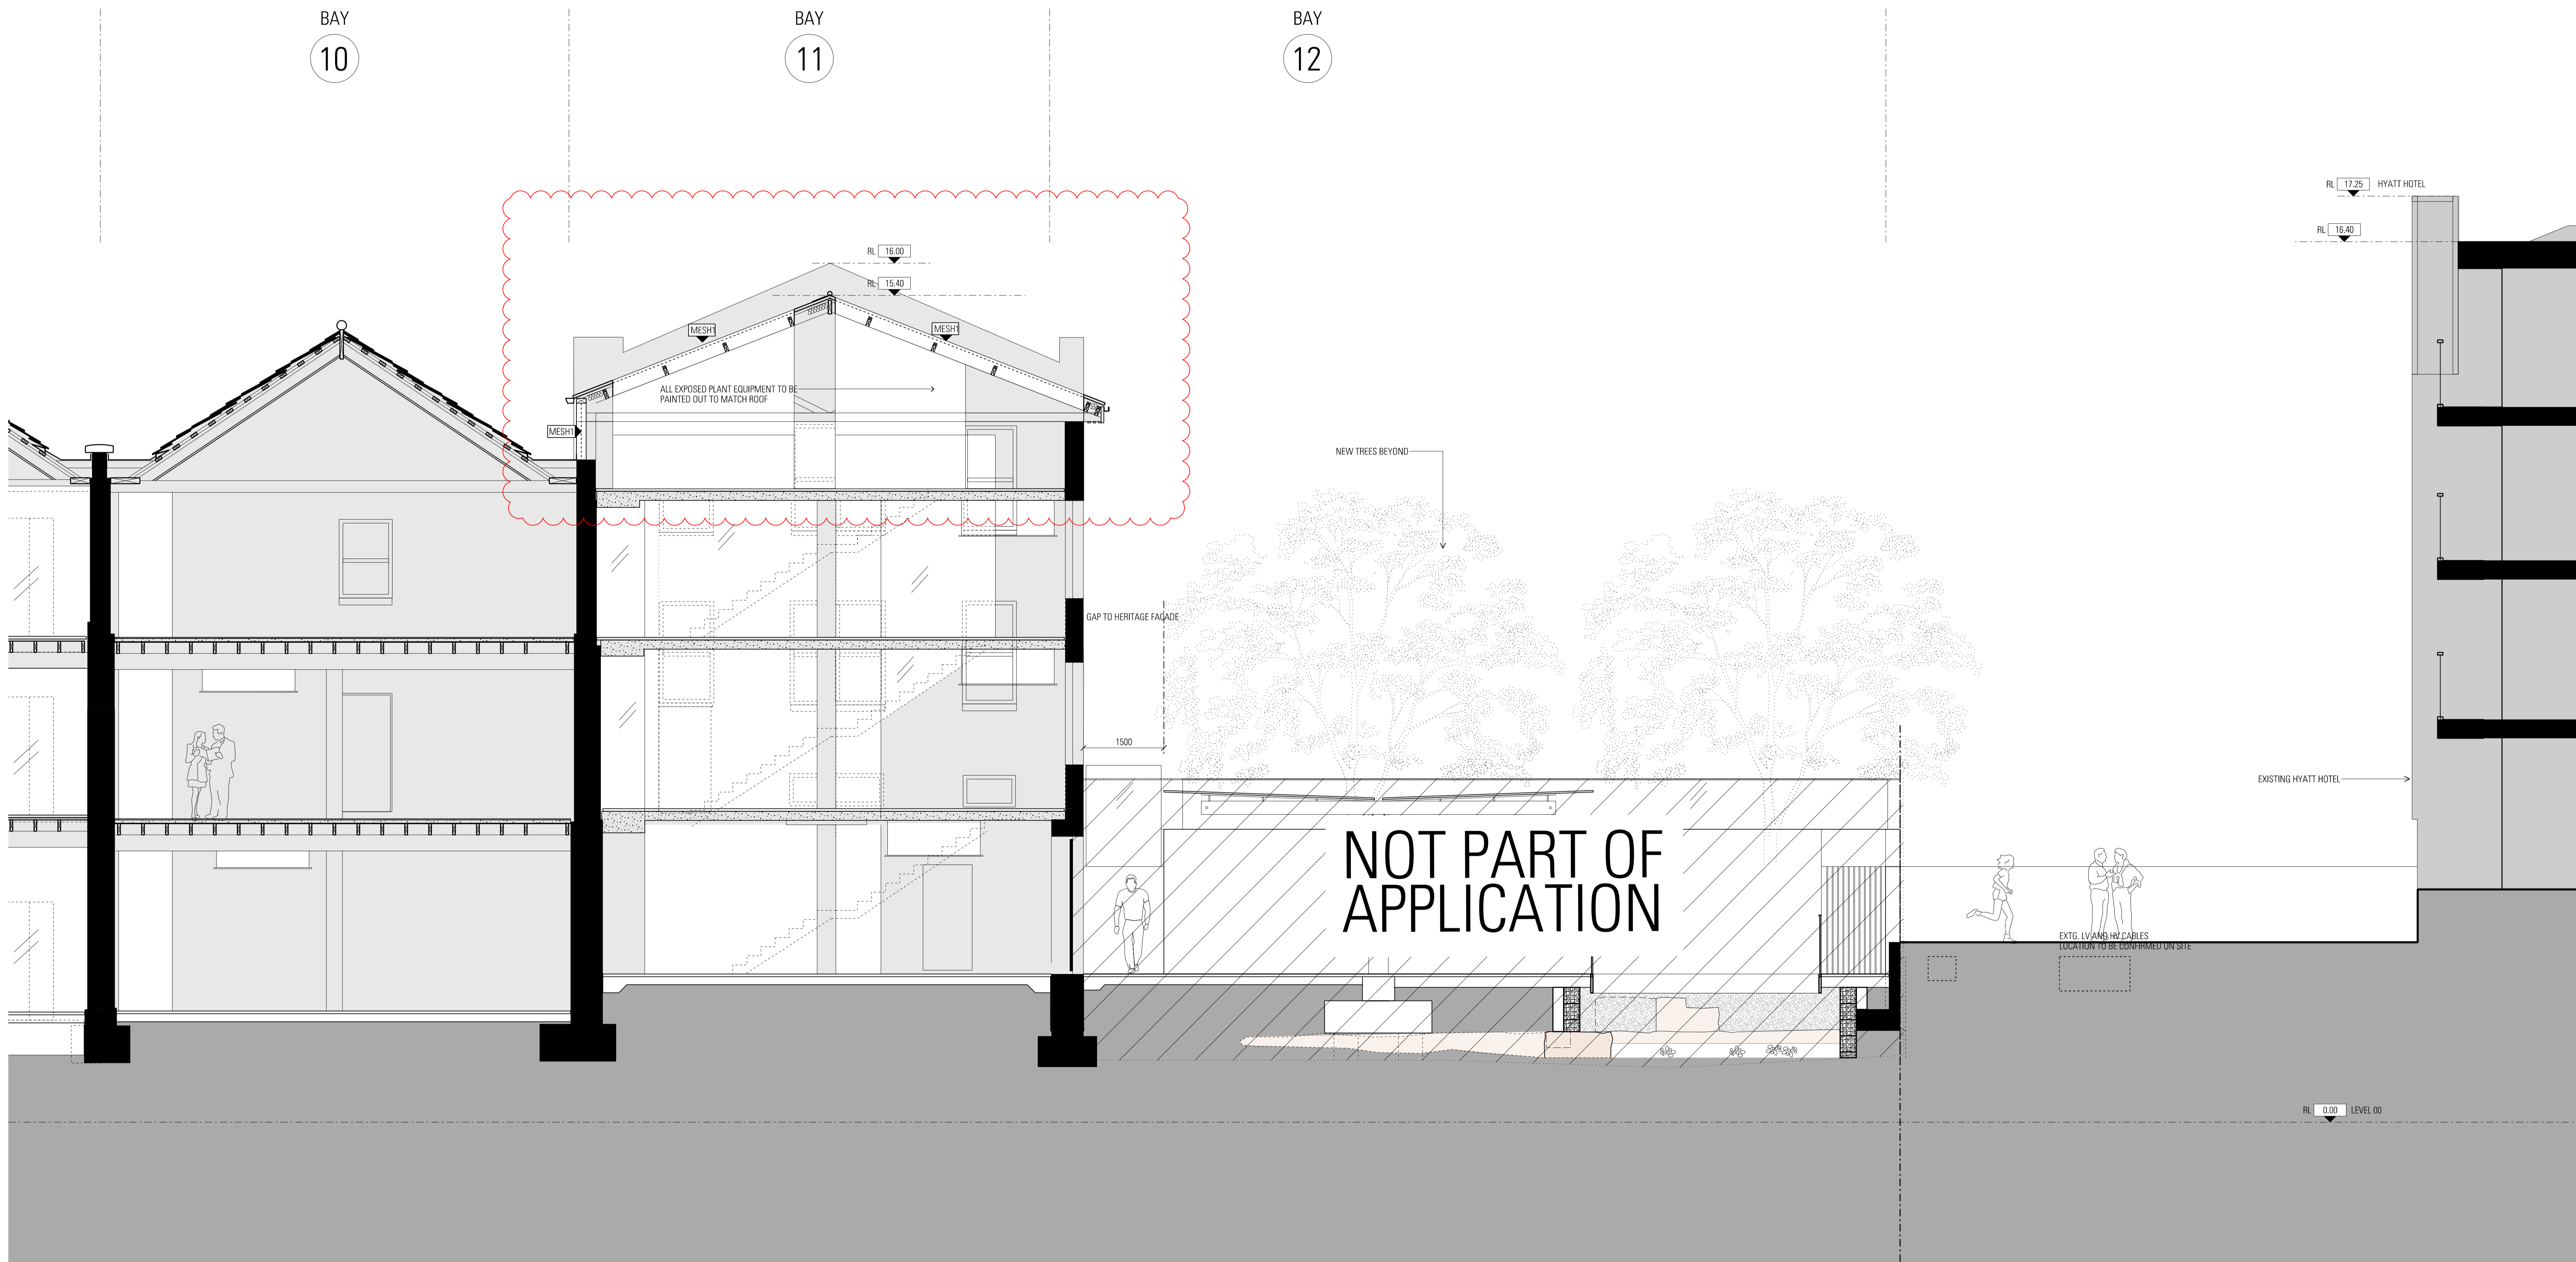 BAY
10
BAY
11
BAY
12
RL 17.25 HYATT HOTEL
RL 16.40
RL 16.00
RL 15.40
MESH1
MESH1
ALL EXPOSED PLANT EQUIPMENT TO BE
PAINTED OUT TO MATCH ROOF
MESH1
NEW TREES BEYOND
GAP TO HERITAGE FAÇADE
1500
EXISTING HYATT HOTEL
NOT PART OF
APPLICATION
EXTG. LV AND HV CABLES
LOCATION TO BE CONFIRMED ON SITE
RL 0.00 LEVEL 00